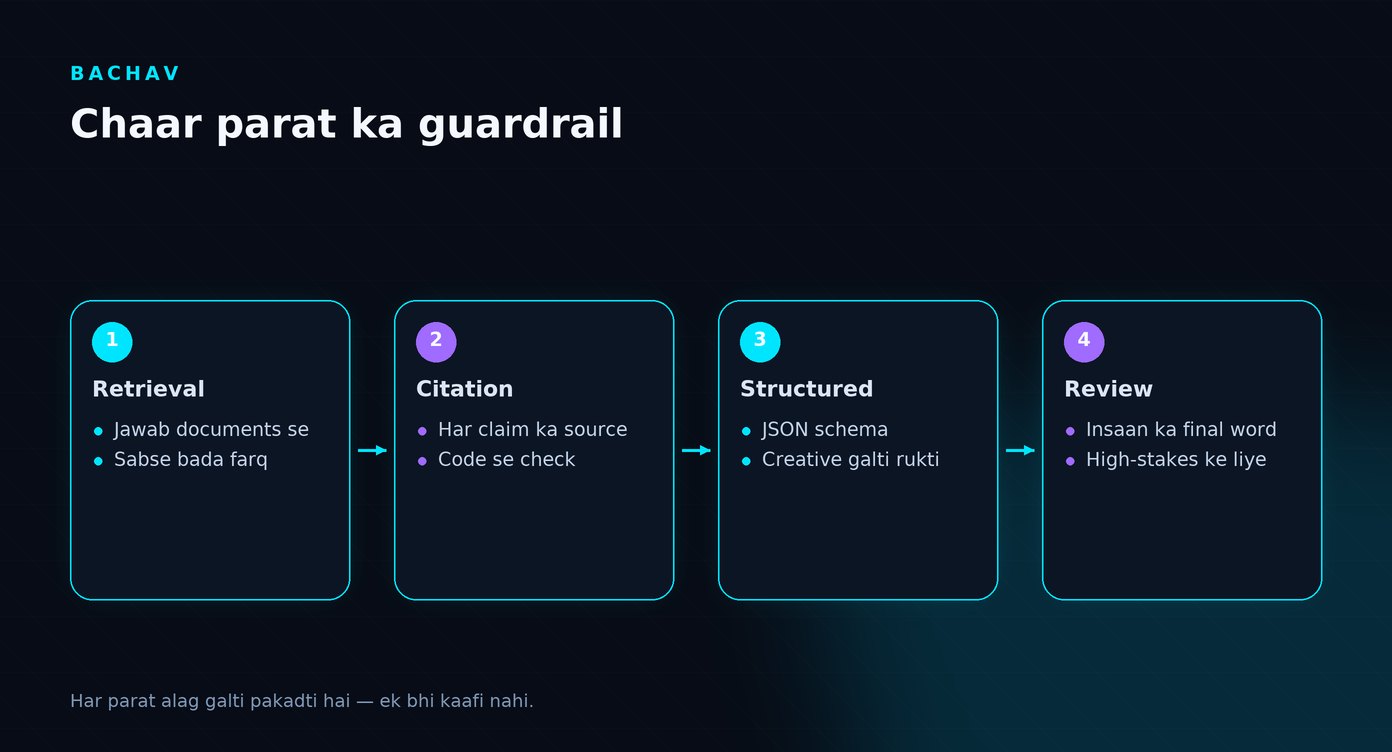 BACHAV
Chaar parat ka guardrail
1
Retrieval
Jawab documents se
Sabse bada farq
2
Citation
Har claim ka source
Code se check
3
Structured
JSON schema
Creative galti rukti
4
Review
Insaan ka final word
High-stakes ke liye
Har parat alag galti pakadti hai — ek bhi kaafi nahi.